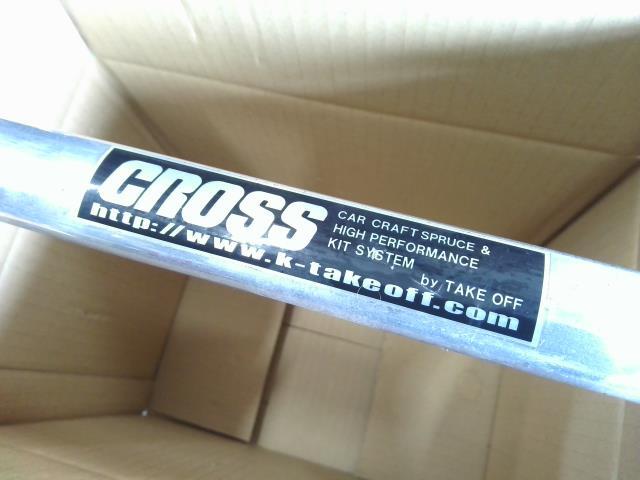 CROSS
CAR CRAFT SPRUCE &
HIGH PERFORMANCE
KIT SYSTEM
by TAKE OFF
http://www.k-takeoff.com